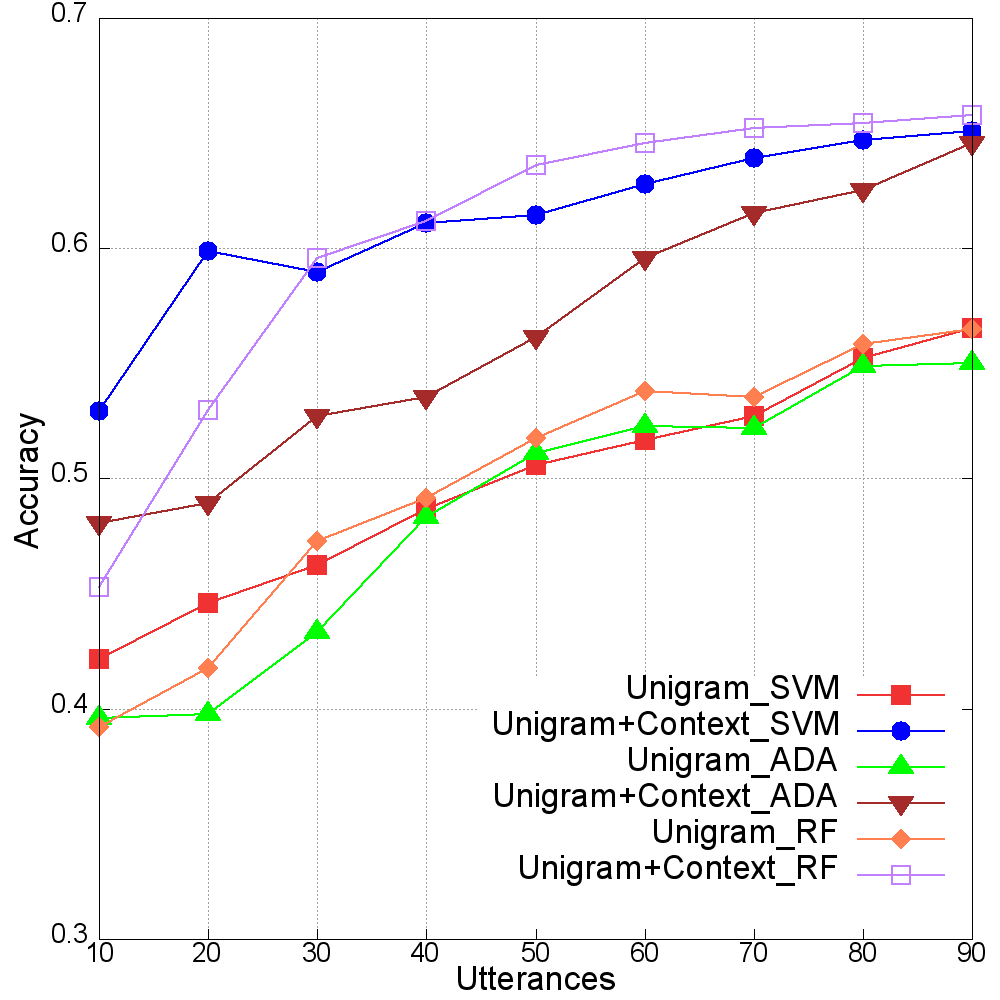 0.7
0.6
0.5
0.4
0.3
Accuracy
Unigram_SVM
Unigram+Context_SVM
Unigram_ADA
Unigram+Context_ADA
Unigram_RF
Unigram+Context_RF
10 20 30 40 50 60 70 80 90
Utterances